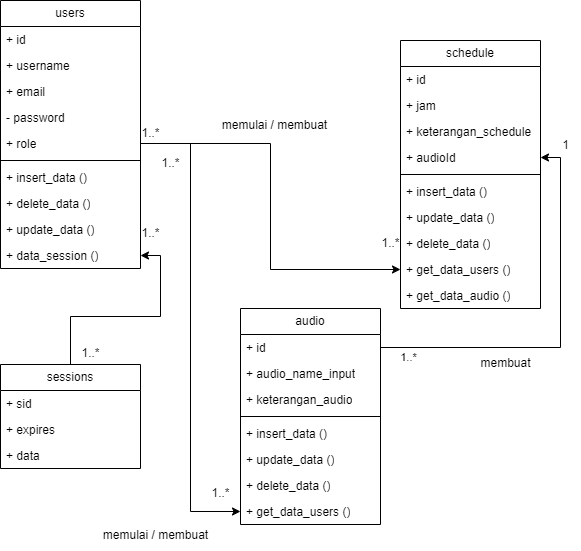 users
+ id
+ username
+ email
- password
+ role
+ insert_data ()
+ delete_data ()
+ update_data ()
+ data_session ()
1..*
1..*
1..*
memulai / membuat
schedule
+ id
+ jam
+ keterangan_schedule
+ audioId
+ insert_data ()
+ update_data ()
+ delete_data ()
+ get_data_users ()
+ get_data_audio ()
1
1..*
1..*
sessions
+ sid
+ expires
+ data
audio
+ id
+ audio_name_input
+ keterangan_audio
+ insert_data ()
+ update_data ()
+ delete_data ()
+ get_data_users ()
1..*
membuat
1..*
memulai / membuat